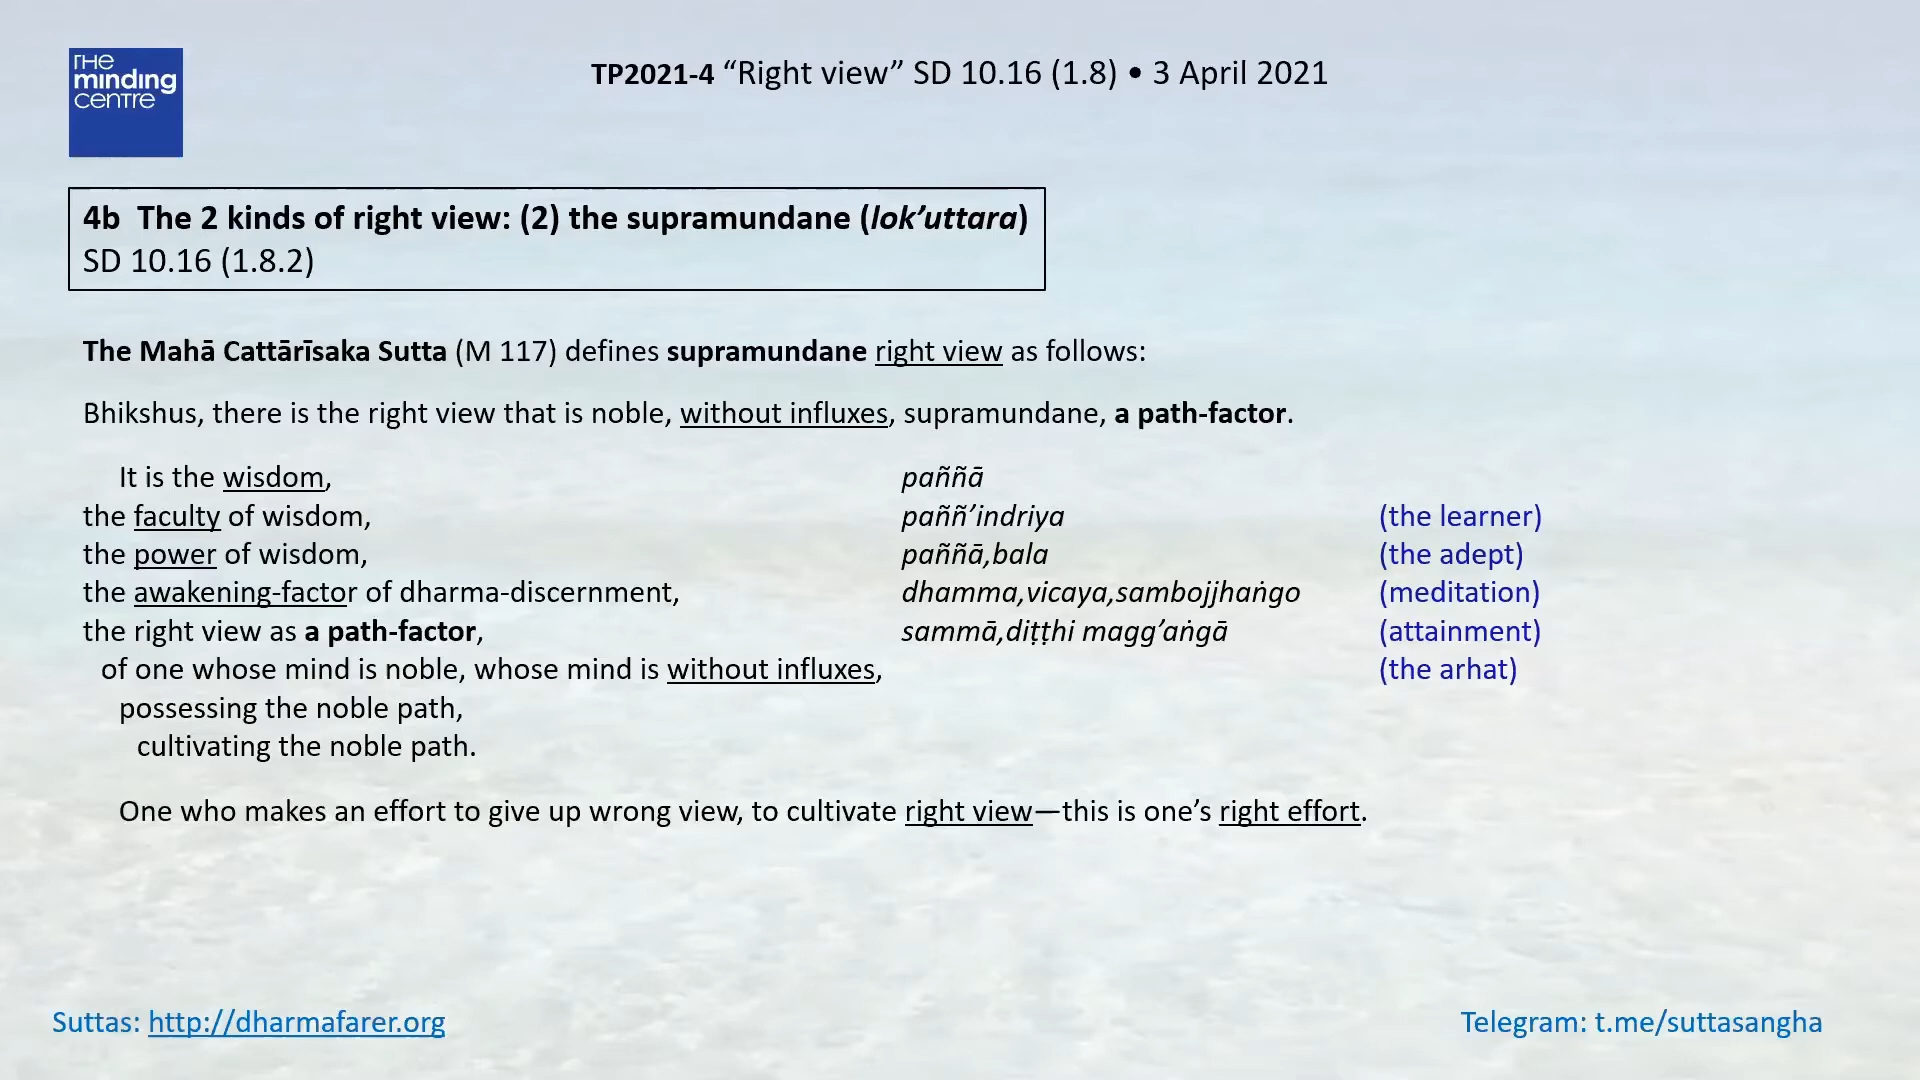 THE
minding
centre
TP2021-4 “Right view” SD 10.16 (1.8) • 3 April 2021
4b The 2 kinds of right view: (2) the supramundane (lok’uttara)
SD 10.16 (1.8.2)
The Mahā Cattārīsaka Sutta (M 117) defines supramundane right view as follows:
Bhikshus, there is the right view that is noble, without influxes, supramundane, a path-factor.
It is the wisdom, paññā
the faculty of wisdom, paññ’indriya (the learner)
the power of wisdom, paññā,bala (the adept)
the awakening-factor of dharma-discernment, dhamma,vicaya,sambojjhaṅgo (meditation)
the right view as a path-factor, sammā,diṭṭhi magg’aṅgā (attainment)
of one whose mind is noble, whose mind is without influxes, (the arhat)
possessing the noble path,
cultivating the noble path.
One who makes an effort to give up wrong view, to cultivate right view—this is one’s right effort.
Suttas: http://dharmafarer.org Telegram: t.me/suttasangha